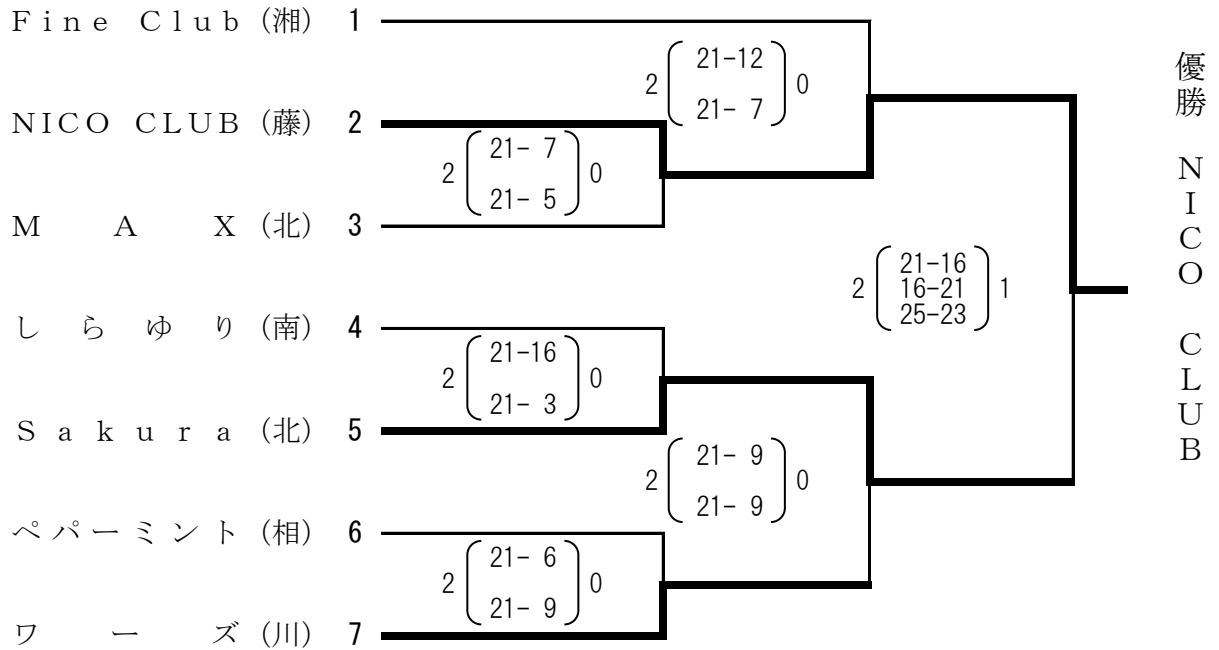 Fine Club (湘) 1
2 21-12 0
21- 7
NICO CLUB (藤) 2
2 21- 7 0
21- 5
MAX (北) 3
2 21-16 1
16-21
25-23
しらゆり (南) 4
2 21-16 0
21- 3
Sakura (北) 5
2 21- 9 0
21- 9
ペパーミント (相) 6
2 21- 6 0
21- 9
ワーズ (川) 7
優勝 NICO CLUB